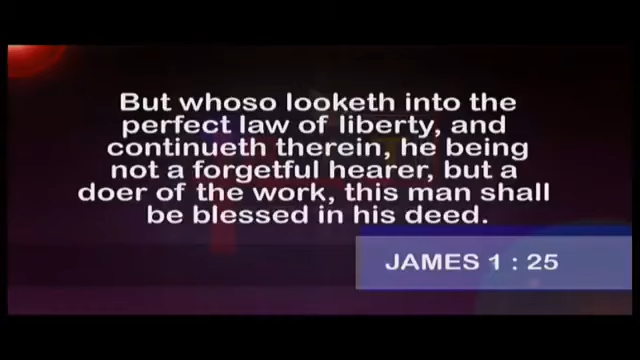 But whoso looketh into the
perfect law of liberty, and
continueth therein, he being
not a forgetful hearer, but a
doer of the work, this man shall
be blessed in his deed.
JAMES 1 : 25